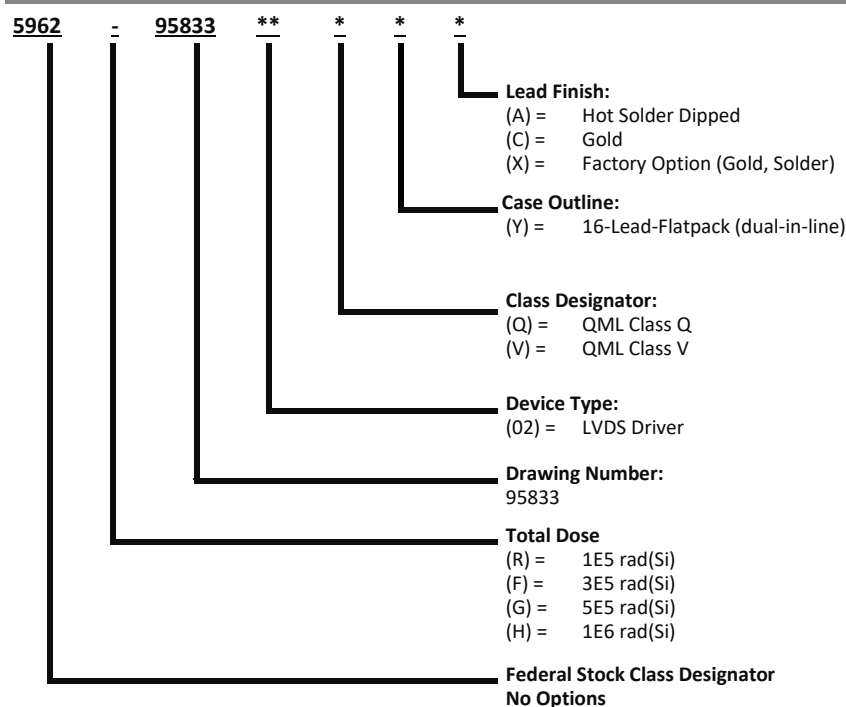 5962 - 95833 ** * * *
Lead Finish:
(A) = Hot Solder Dipped
(C) = Gold
(X) = Factory Option (Gold, Solder)
Case Outline:
(Y) = 16-Lead-Flatpack (dual-in-line)
Class Designator:
(Q) = QML Class Q
(V) = QML Class V
Device Type:
(02) = LVDS Driver
Drawing Number:
95833
Total Dose
(R) = 1E5 rad(Si)
(F) = 3E5 rad(Si)
(G) = 5E5 rad(Si)
(H) = 1E6 rad(Si)
Federal Stock Class Designator
No Options